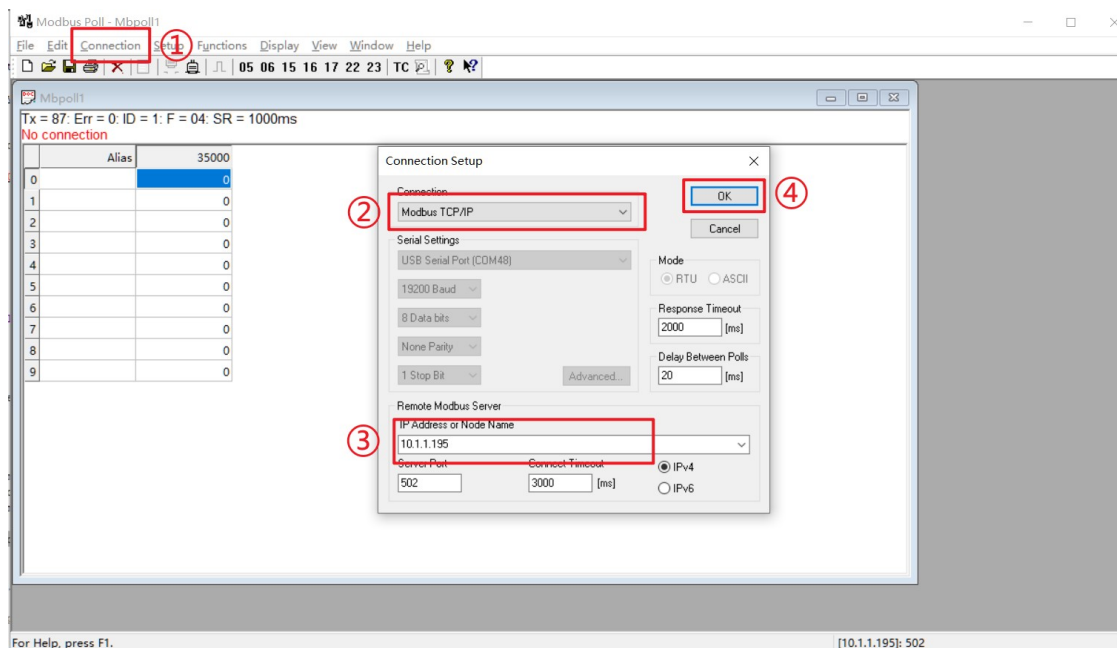 Modbus Poll - Mbpoll1
File Edit Connection Setup Functions Display View Window Help
①
05 06 15 16 17 22 23 TC
Mbpoll1
Tx = 87: Err = 0: ID = 1: F = 04: SR = 1000ms
No connection
Alias 35000
0 0
1 0
2 0
3 0
4 0
5 0
6 0
7 0
8 0
9 0
Connection Setup
Connection
② Modbus TCP/IP
OK ④
Cancel
Serial Settings
USB Serial Port (COM48)
19200 Baud
8 Data bits
None Parity
1 Stop Bit
Advanced...
Mode
RTU ASCII
Response Timeout
2000 [ms]
Delay Between Polls
20 [ms]
Remote Modbus Server
IP Address or Node Name
③ 10.1.1.195
Server Port Connect Timeout
502 3000 [ms]
IPv4
IPv6
For Help, press F1.
[10.1.1.195]: 502